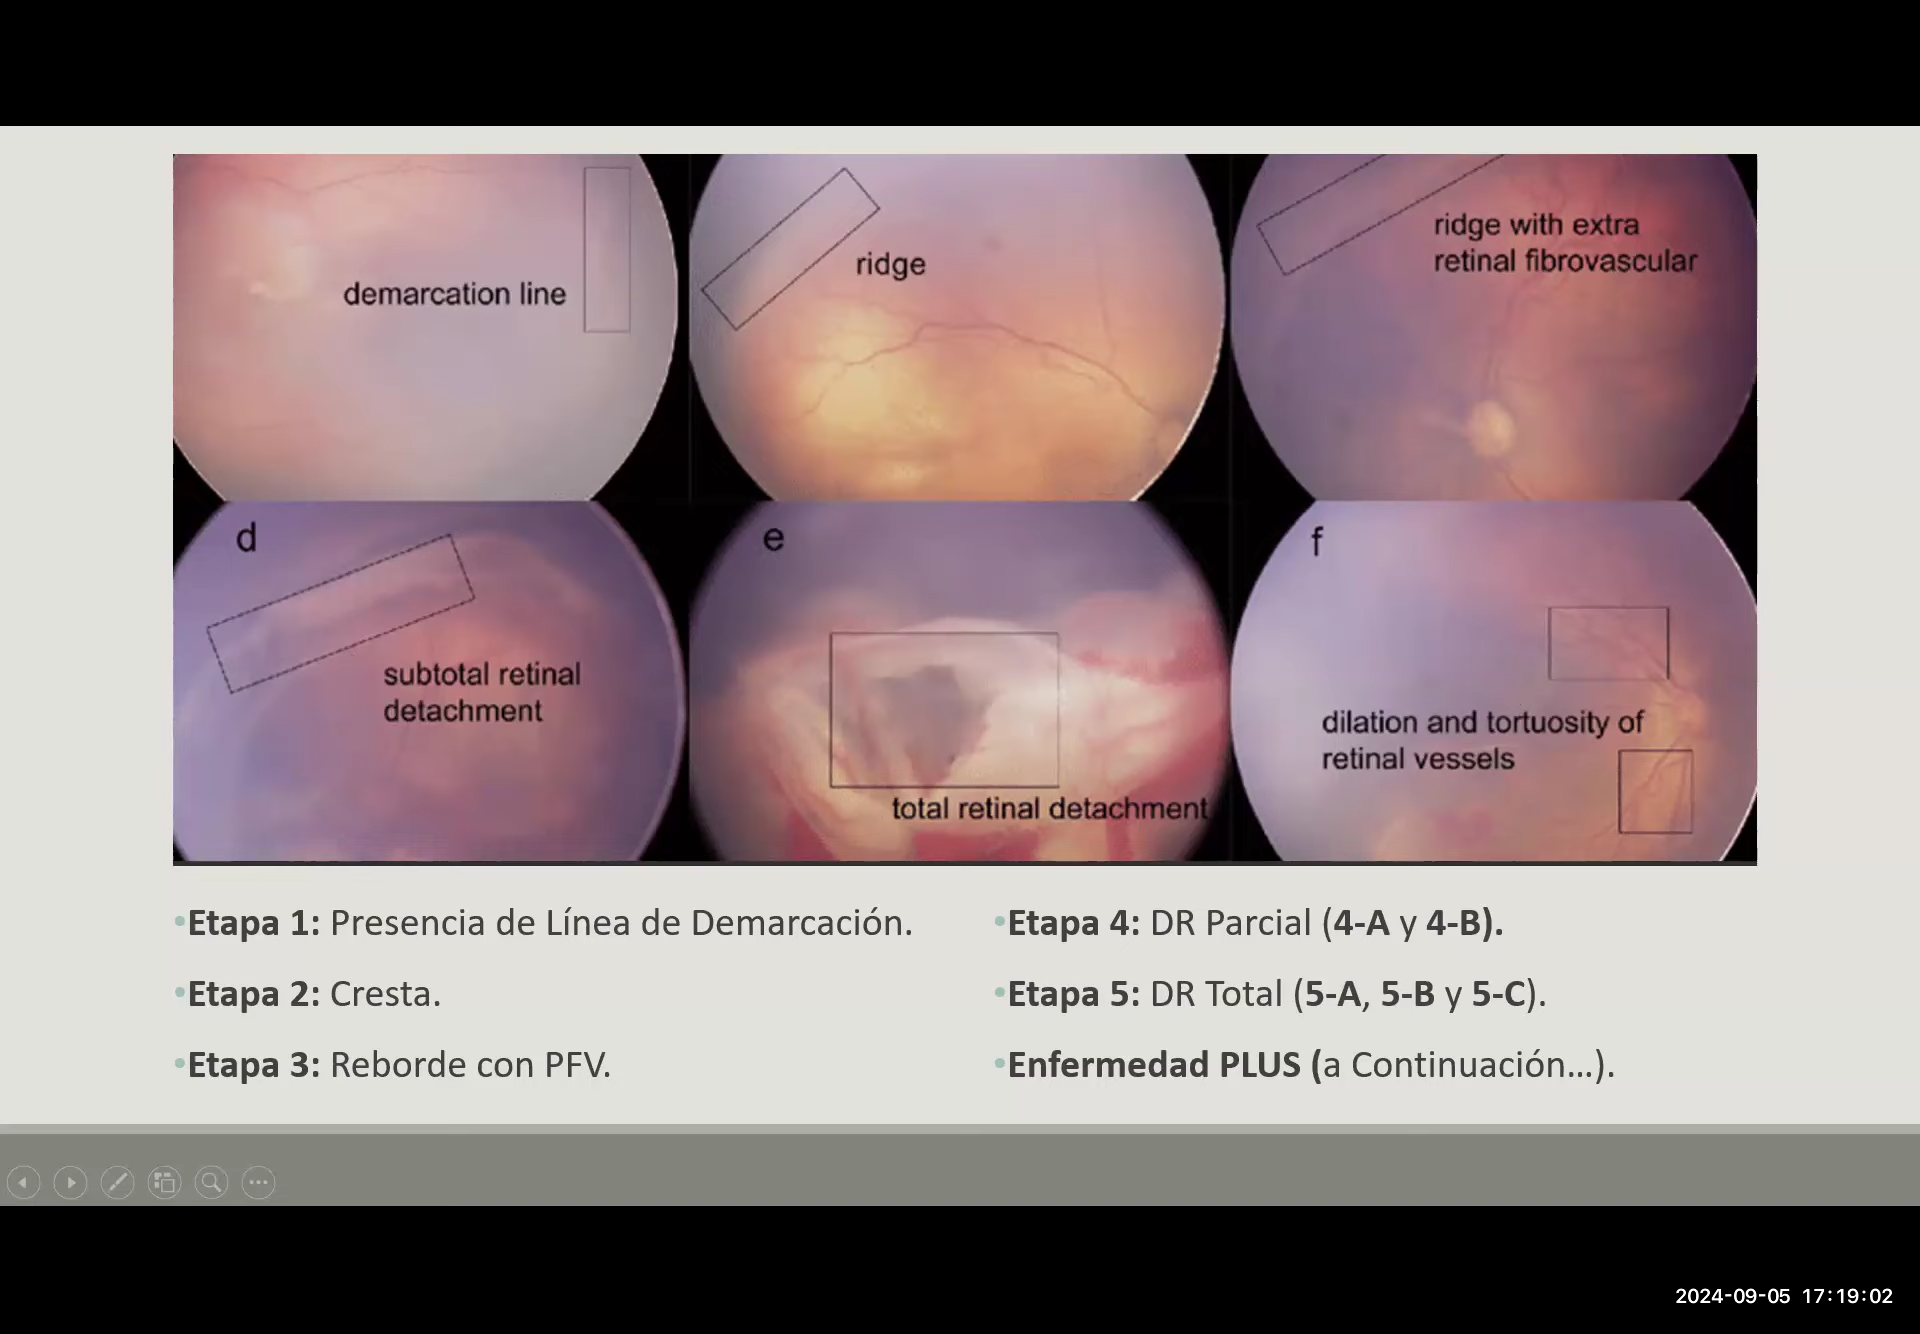 demarcation line
ridge
ridge with extra
retinal fibrovascular
d
subtotal retinal
detachment
e
total retinal detachment
f
dilation and tortuosity of
retinal vessels
•Etapa 1: Presencia de Línea de Demarcación.
•Etapa 2: Cresta.
•Etapa 3: Reborde con PFV.
•Etapa 4: DR Parcial (4-A y 4-B).
•Etapa 5: DR Total (5-A, 5-B y 5-C).
•Enfermedad PLUS (a Continuación...).
2024-09-05 17:19:02